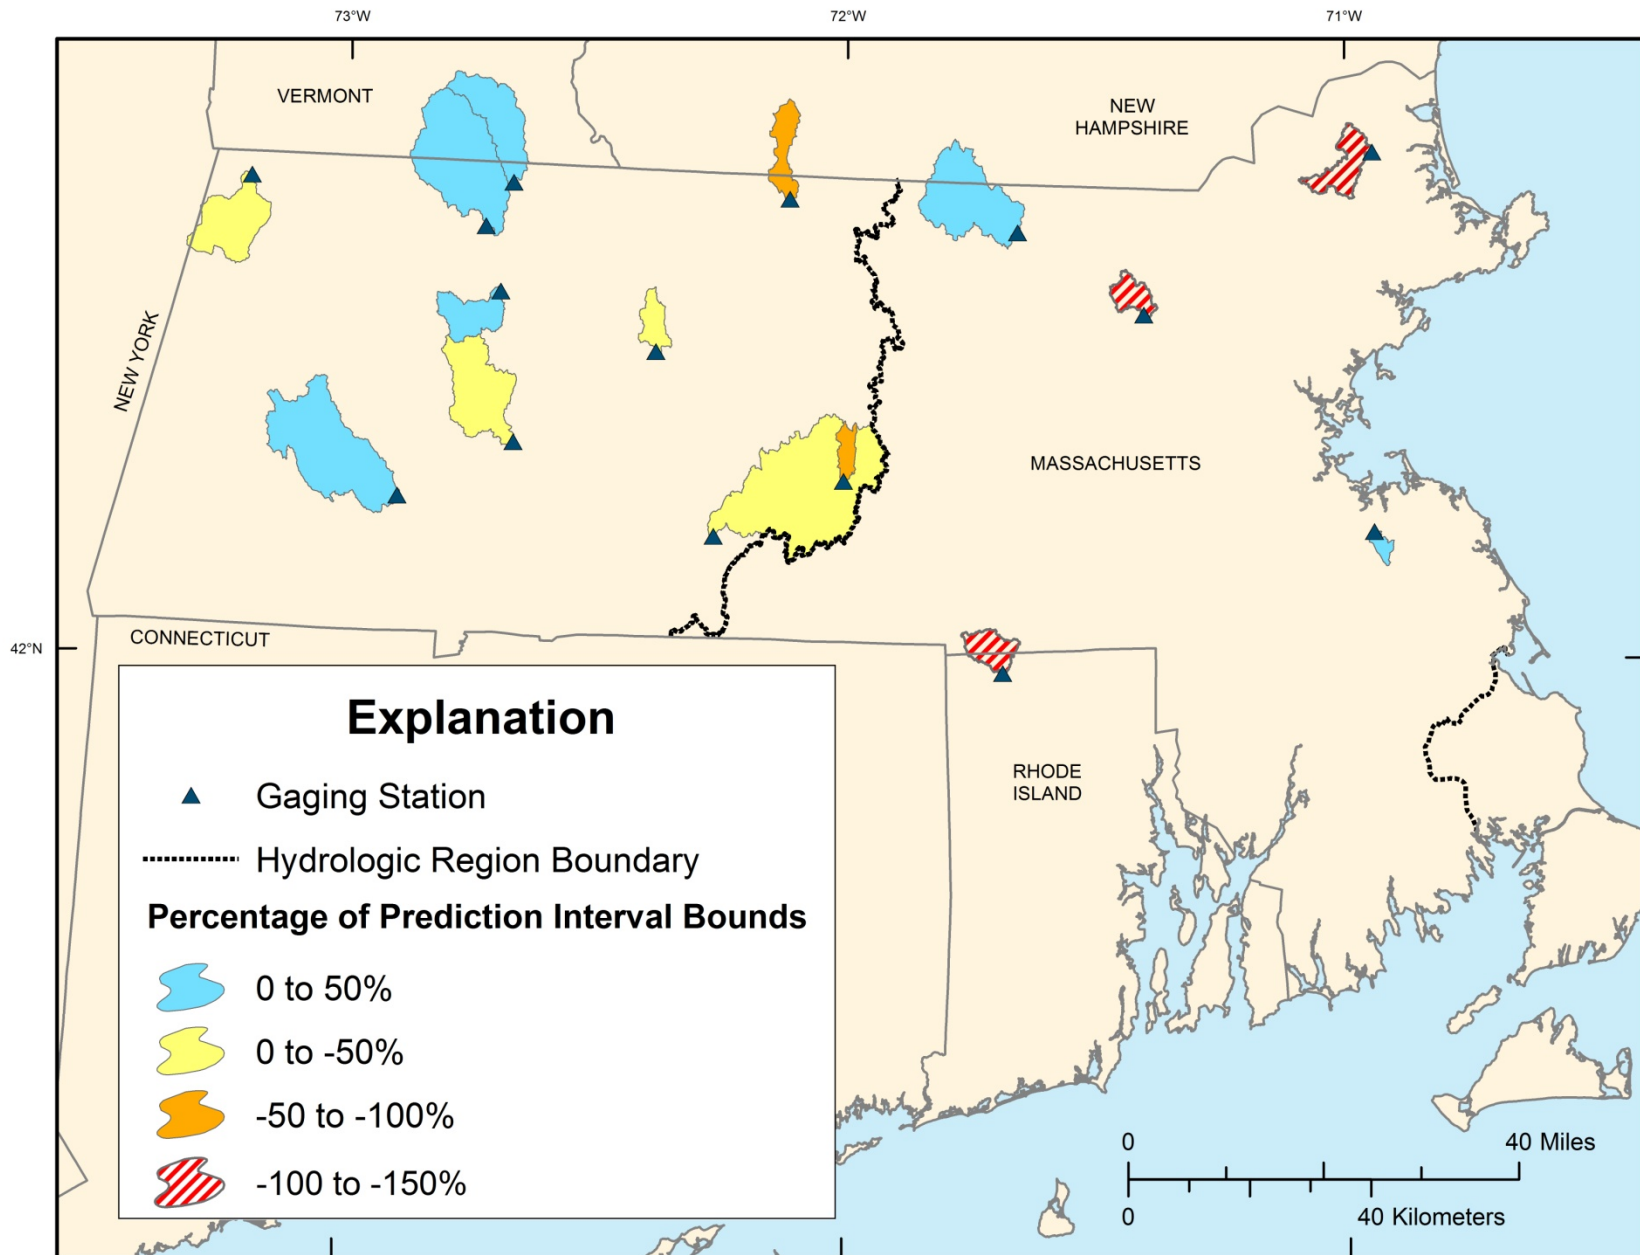 73°W
72°W
71°W
VERMONT
NEW
HAMPSHIRE
NEW YORK
MASSACHUSETTS
42°N
CONNECTICUT
RHODE
ISLAND
Explanation
Gaging Station
Hydrologic Region Boundary
Percentage of Prediction Interval Bounds
0 to 50%
0 to -50%
-50 to -100%
-100 to -150%
0 40 Miles
0 40 Kilometers